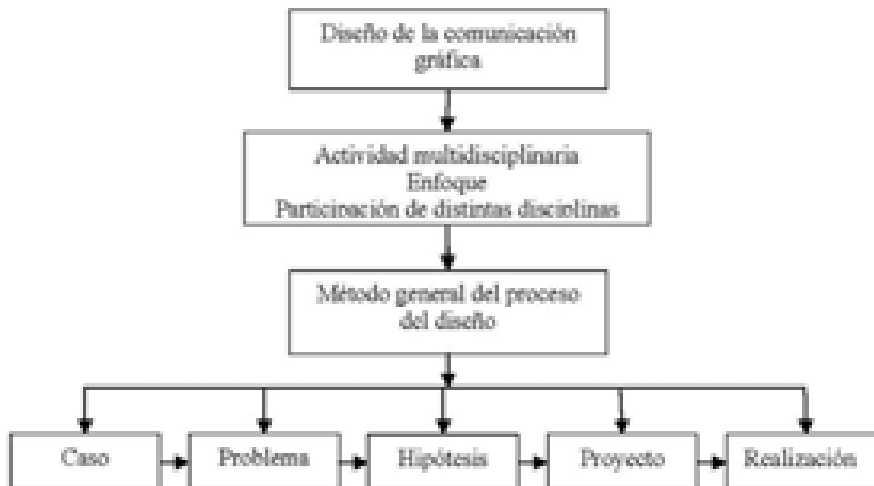 Diseño de la comunicación
gráfica
Actividad multidisciplinaria
Enfoque
Participación de distintas disciplinas
Método general del proceso
del diseño
Caso
Problema
Hipótesis
Proyecto
Realización